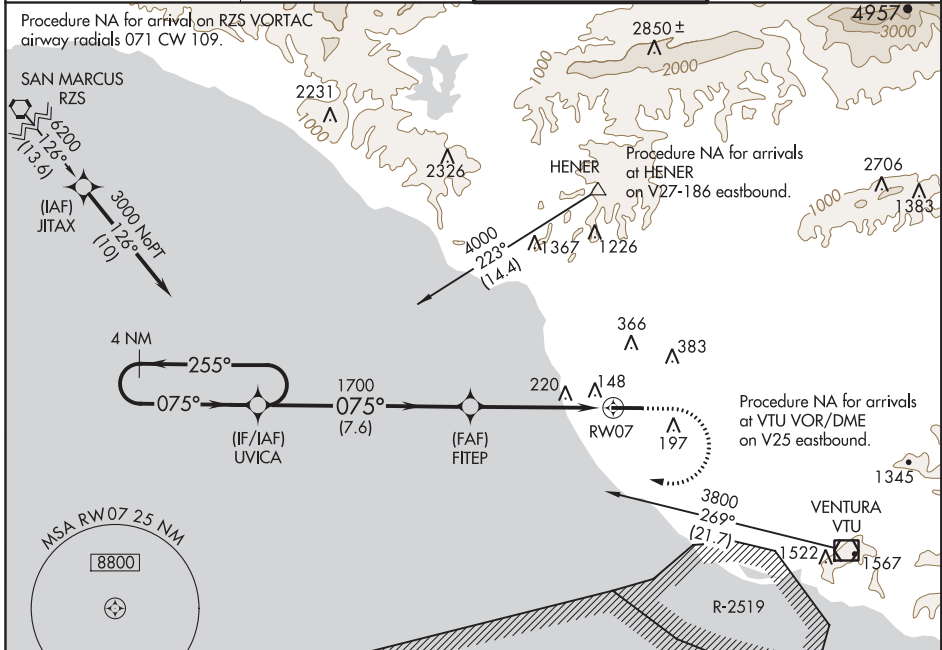 Procedure NA for arrival on RZS VORTAC
airway radials 071 CW 109.
4957
3000
2850±
2000
1000
SAN MARCUS
RZS
6200
126°
(13.6)
2231
1000
2326
(IAF)
JITAX
3000 NoPT
126°
(10)
HENER
Procedure NA for arrivals
at HENER
on V27-186 eastbound.
2706
1383
1000
4000
223°
(14.4)
1367
1226
366
383
4 NM
255°
075°
1700
075°
(7.6)
220
148
(IF/IAF)
UVICA
(FAF)
FITEP
RW07
197
Procedure NA for arrivals
at VTU VOR/DME
on V25 eastbound.
1345
3800
269°
(21.7)
VENTURA
VTU
1522
1567
MSA RW07 25 NM
8800
R-2519